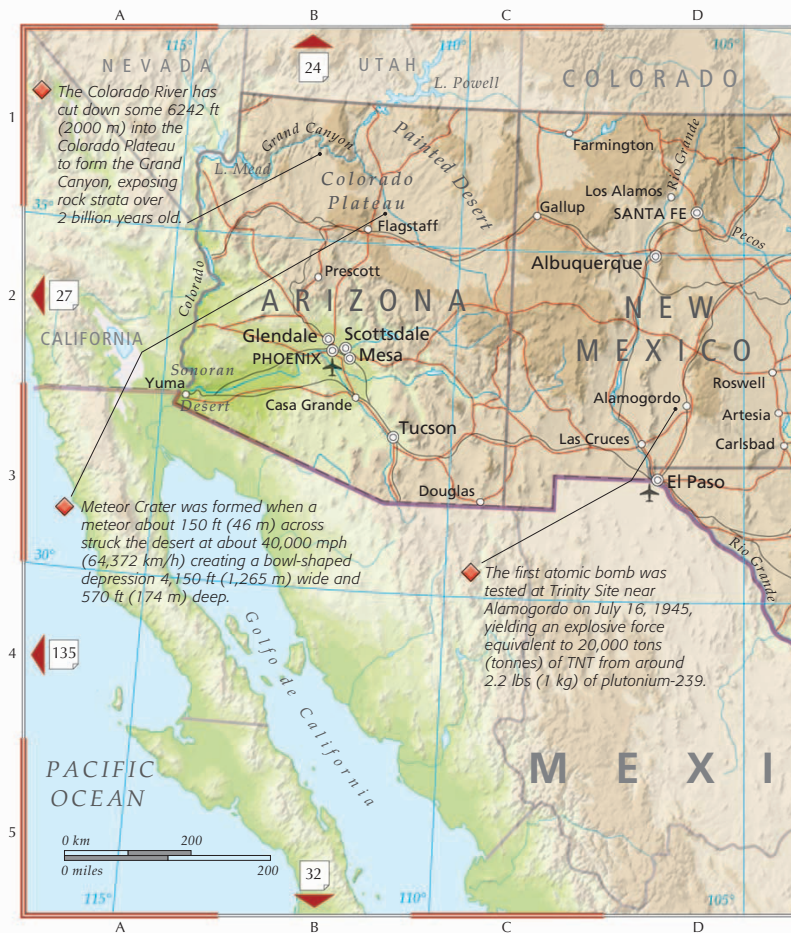 A
B
C
D
115°
110°
105°
NEVADA
24
UTAH
L. Powell
COLORADO
1
The Colorado River has
cut down some 6242 ft
(2000 m) into the
Colorado Plateau
to form the Grand
Canyon, exposing
rock strata over
2 billion years old.
Grand Canyon
L. Mead
Painted Desert
Colorado
Plateau
Farmington
Rio Grande
Los Alamos
SANTA FE
Gallup
35°
Flagstaff
Pecos
Albuquerque
Prescott
Colorado
2
27
ARIZONA
NEW
MEXICO
CALIFORNIA
Glendale
Scottsdale
PHOENIX
Mesa
Sonoran
Desert
Yuma
Casa Grande
Roswell
Alamogordo
Artesia
Tucson
Las Cruces
Carlsbad
3
Douglas
El Paso
Meteor Crater was formed when a
meteor about 150 ft (46 m) across
struck the desert at about 40,000 mph
(64,372 km/h) creating a bowl-shaped
depression 4,150 ft (1,265 m) wide and
570 ft (174 m) deep.
30°
Rio Grande
The first atomic bomb was
tested at Trinity Site near
Alamogordo on July 16, 1945,
yielding an explosive force
equivalent to 20,000 tons
(tonnes) of TNT from around
2.2 lbs (1 kg) of plutonium-239.
4
135
Golfo de California
MEXI
PACIFIC
OCEAN
5
0 km 200
0 miles 200
32
115°
110°
105°
A
B
C
D